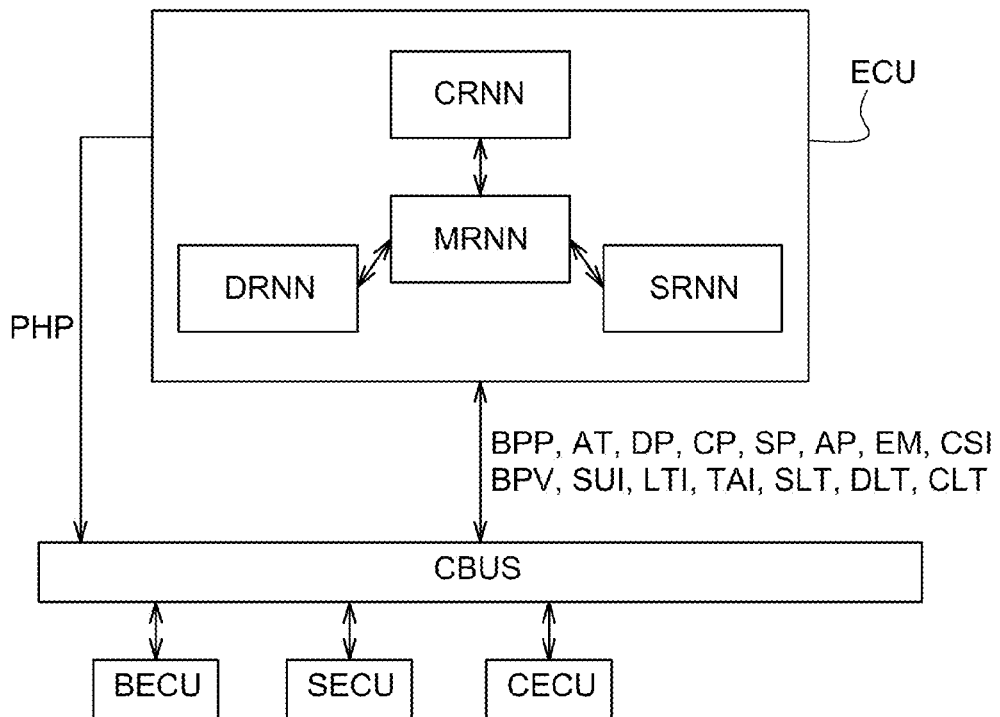 ECU
CRNN
MRNN
DRNN
SRNN
PHP
BPP, AT, DP, CP, SP, AP, EM, CSI
BPV, SUI, LTI, TAI, SLT, DLT, CLT
CBUS
BECU
SECU
CECU